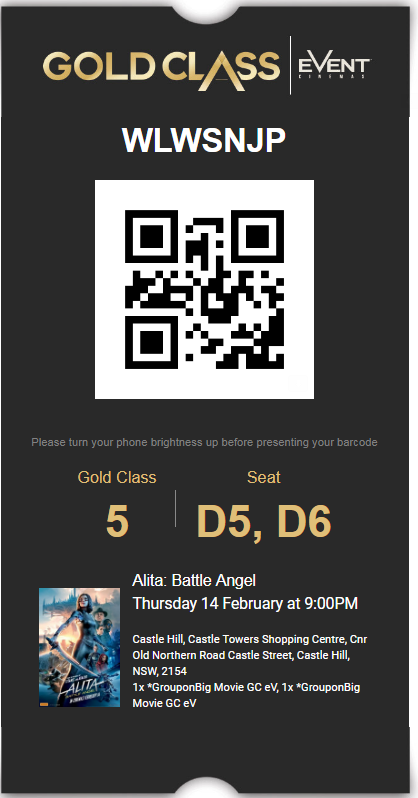 GOLD CLASS
EVENT
CINEMAS
WLWSNJP
Please turn your phone brightness up before presenting your barcode
Gold Class
Seat
5
D5, D6
Alita: Battle Angel
Thursday 14 February at 9:00PM
Castle Hill, Castle Towers Shopping Centre, Cnr
Old Northern Road Castle Street, Castle Hill,
NSW, 2154
1x *GrouponBig Movie GC eV, 1x *GrouponBig
Movie GC eV
ALITA